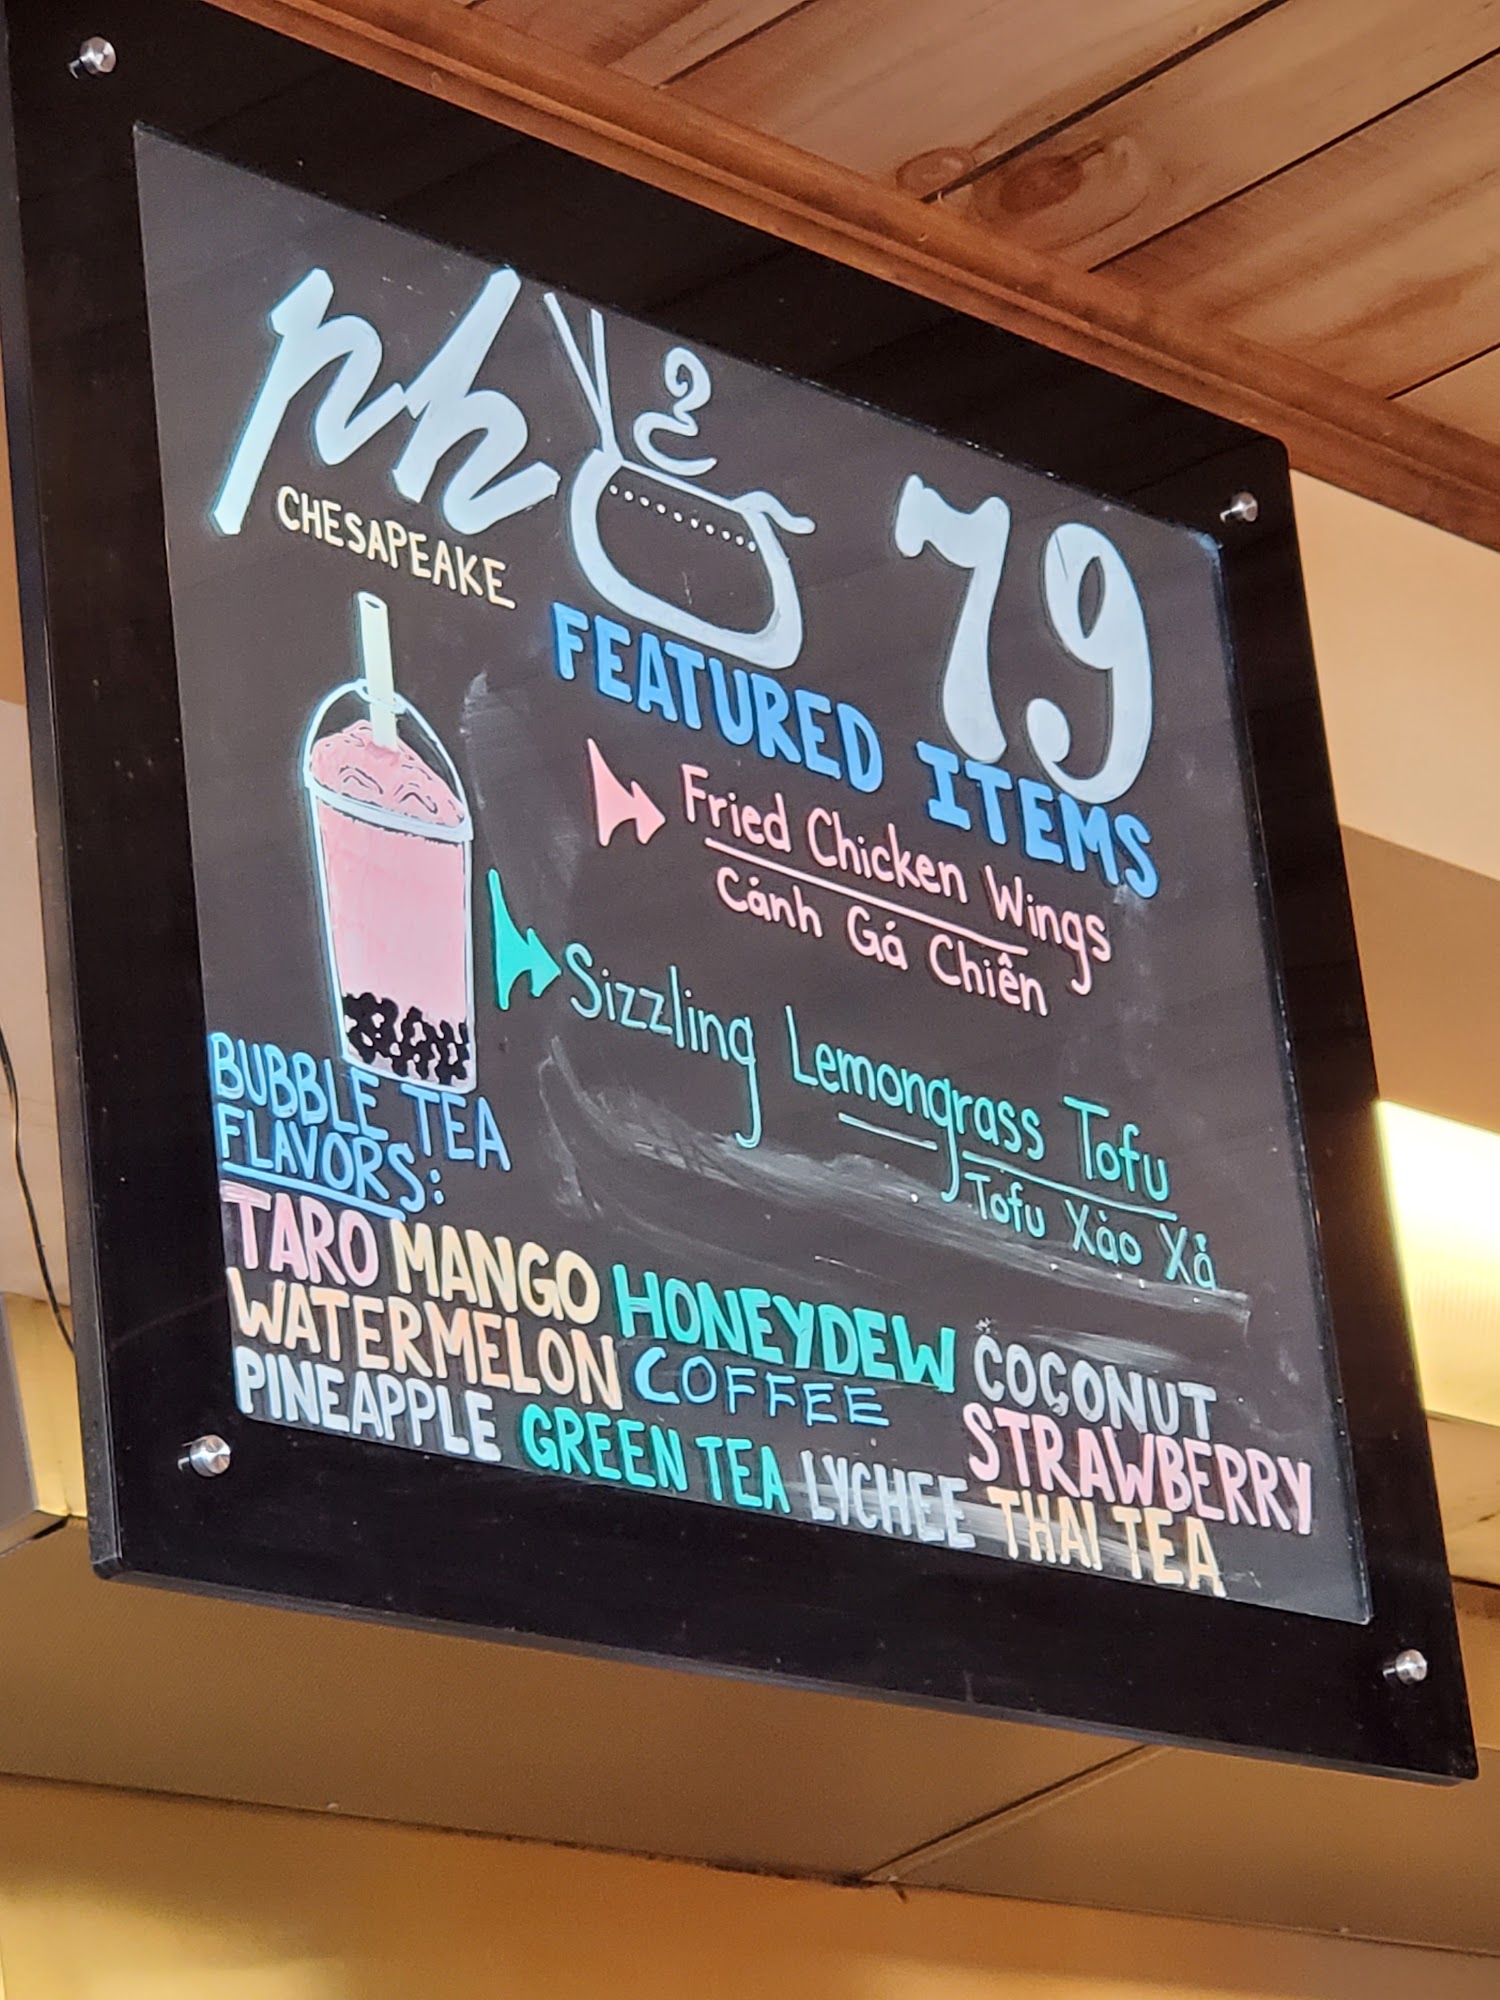 pho 79
CHESAPEAKE
FEATURED ITEMS
Fried Chicken Wings
Cánh Gá Chiên
Sizzling Lemongrass Tofu
Tofu Xào Xả
BUBBLE TEA
FLAVORS:
TARO MANGO HONEYDEW COCONUT
WATERMELON COFFEE STRAWBERRY
PINEAPPLE GREEN TEA LYCHEE THAI TEA